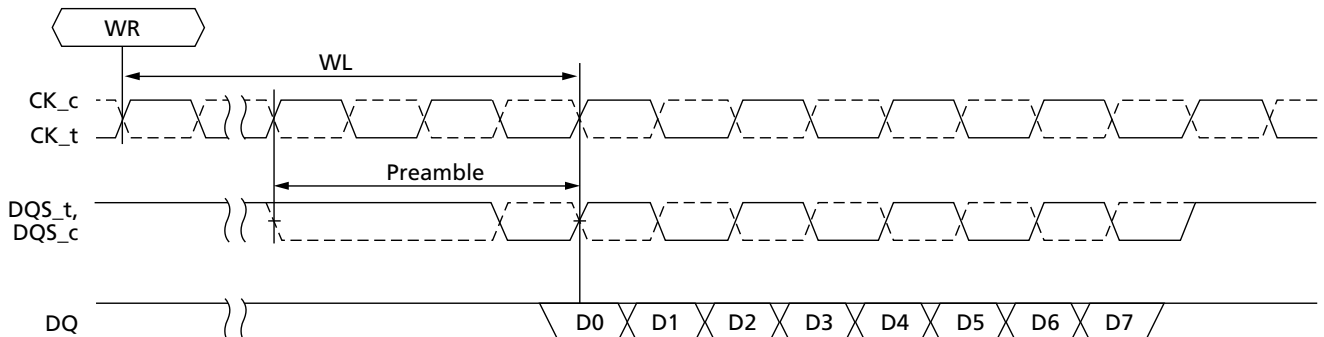 WR
WL
CK_c
CK_t
Preamble
DQS_t,
DQS_c
DQ
D0 D1 D2 D3 D4 D5 D6 D7